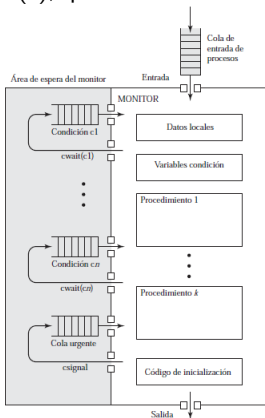 Cola de
entrada de
procesos
Área de espera del monitor
Entrada
MONITOR
Condición c1
Datos locales
cwait(c1)
Variables condición
Procedimiento 1
Condición cn
cwait(cn)
Procedimiento k
Cola urgente
csignal
Código de inicialización
Salida